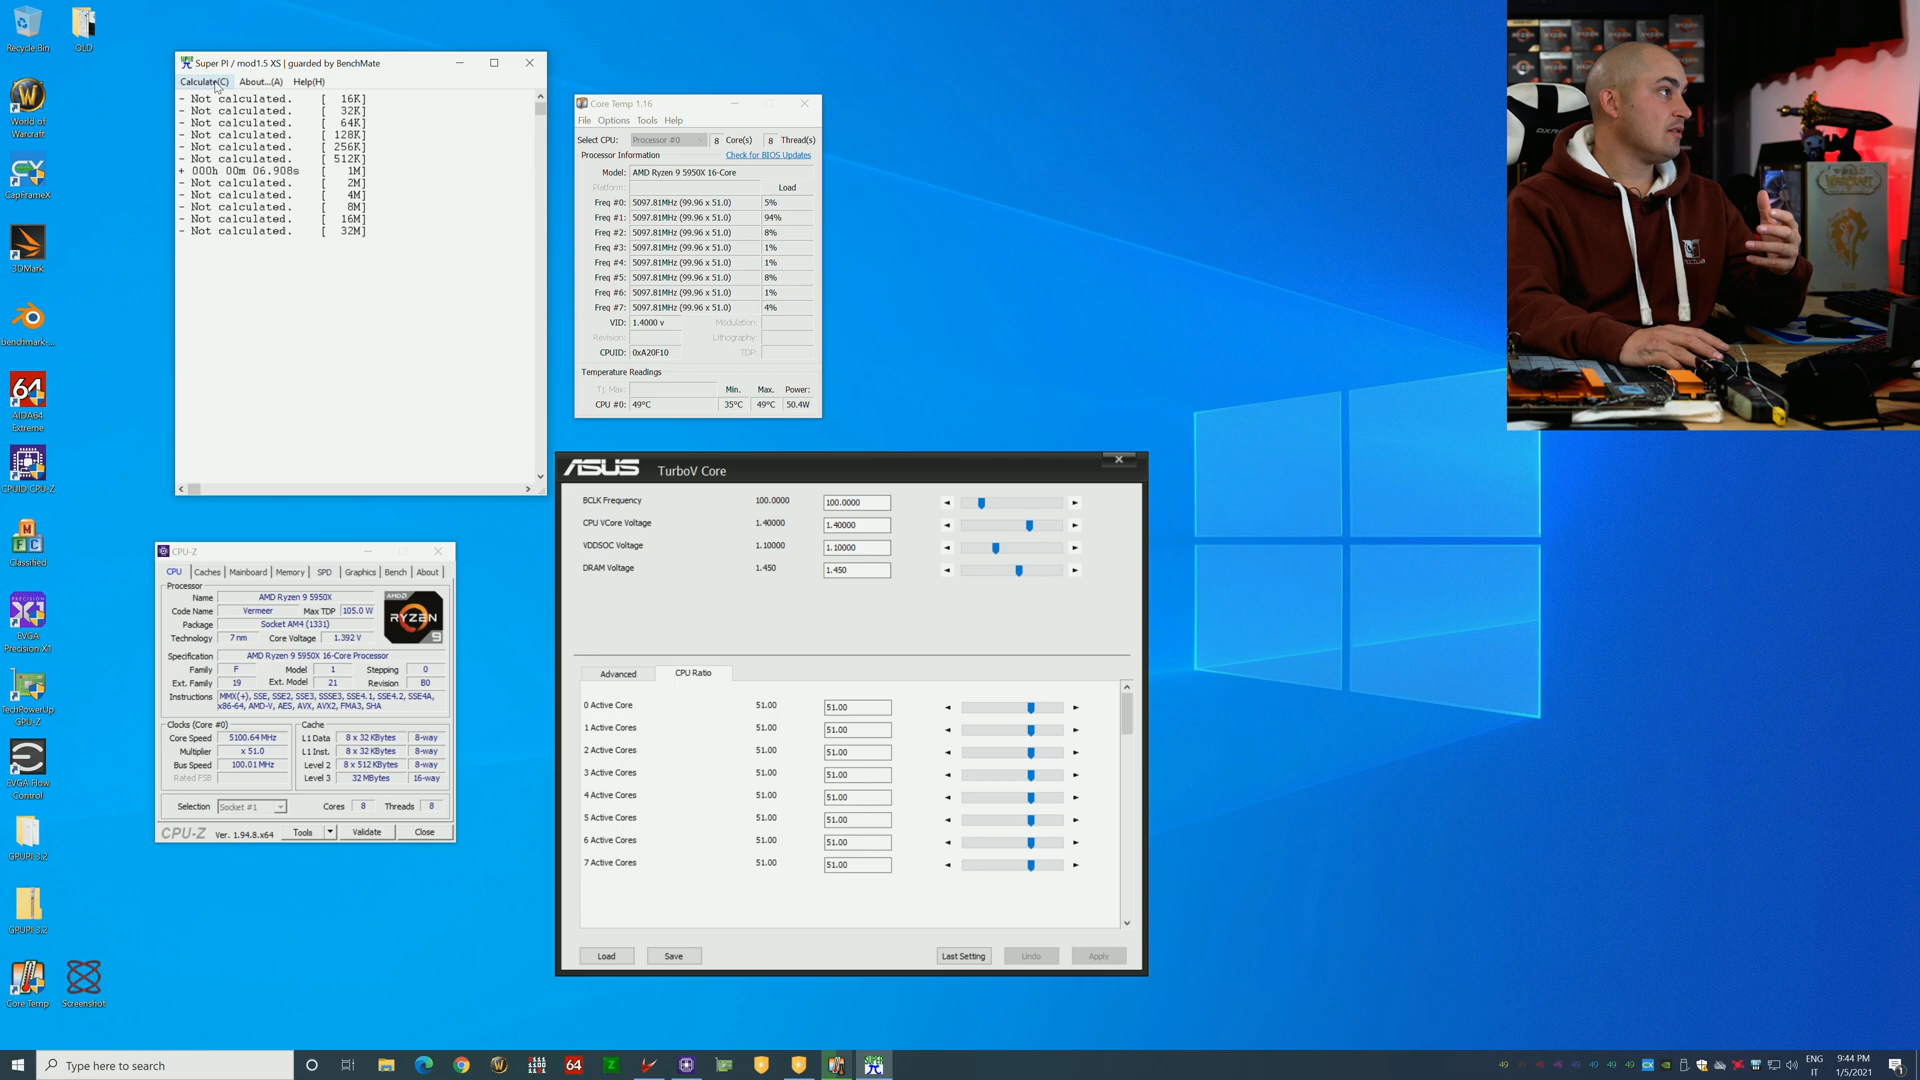 Recycle Bin
OLD
World of
Warcraft
CapFrameX
3DMark
benchmark-...
AIDA64
Extreme
CPUID CPU-Z
Classified
EVGA
Precision X1
TechPowerUp
GPU-Z
EVGA Flow
Control
GPUPI 3.2
GPUPI 3.2
Core Temp
Screenshot
Super PI / mod1.5 XS | guarded by BenchMate
Calculate(C) About...(A) Help(H)
- Not calculated. [ 16K]
- Not calculated. [ 32K]
- Not calculated. [ 64K]
- Not calculated. [ 128K]
- Not calculated. [ 256K]
- Not calculated. [ 512K]
+ 000h 00m 06.908s [ 1M]
- Not calculated. [ 2M]
- Not calculated. [ 4M]
- Not calculated. [ 8M]
- Not calculated. [ 16M]
- Not calculated. [ 32M]
Core Temp 1.16
File Options Tools Help
Select CPU: Processor #0 8 Core(s) 8 Thread(s)
Processor Information Check for BIOS Updates
Model: AMD Ryzen 9 5950X 16-Core
Platform: Load
Freq #0: 5097.81MHz (99.96 x 51.0) 5%
Freq #1: 5097.81MHz (99.96 x 51.0) 94%
Freq #2: 5097.81MHz (99.96 x 51.0) 8%
Freq #3: 5097.81MHz (99.96 x 51.0) 1%
Freq #4: 5097.81MHz (99.96 x 51.0) 1%
Freq #5: 5097.81MHz (99.96 x 51.0) 8%
Freq #6: 5097.81MHz (99.96 x 51.0) 1%
Freq #7: 5097.81MHz (99.96 x 51.0) 4%
VID: 1.4000 v Modulation:
Revision: Lithography:
CPUID: 0xA20F10 TDP:
Temperature Readings
Tj. Max: Min. Max. Power:
CPU #0: 49°C 35°C 49°C 50.4W
CPU-Z
CPU Caches Mainboard Memory SPD Graphics Bench About
Processor
Name AMD Ryzen 9 5950X
Code Name Vermeer Max TDP 105.0 W
Package Socket AM4 (1331)
Technology 7 nm Core Voltage 1.392 V
AMD
RYZEN
9
Specification AMD Ryzen 9 5950X 16-Core Processor
Family F Model 1 Stepping 0
Ext. Family 19 Ext. Model 21 Revision B0
Instructions MMX(+), SSE, SSE2, SSE3, SSSE3, SSE4.1, SSE4.2, SSE4A,
x86-64, AMD-V, AES, AVX, AVX2, FMA3, SHA
Clocks (Core #0) Cache
Core Speed 5100.64 MHz L1 Data 8 x 32 KBytes 8-way
Multiplier x 51.0 L1 Inst. 8 x 32 KBytes 8-way
Bus Speed 100.01 MHz Level 2 8 x 512 KBytes 8-way
Rated FSB Level 3 32 MBytes 16-way
Selection Socket #1 Cores 8 Threads 8
CPU-Z Ver. 1.94.8.x64 Tools Validate Close
ASUS TurboV Core
BCLK Frequency 100.0000 100.0000
CPU VCore Voltage 1.40000 1.40000
VDDSOC Voltage 1.10000 1.10000
DRAM Voltage 1.450 1.450
Advanced CPU Ratio
0 Active Core 51.00 51.00
1 Active Cores 51.00 51.00
2 Active Cores 51.00 51.00
3 Active Cores 51.00 51.00
4 Active Cores 51.00 51.00
5 Active Cores 51.00 51.00
6 Active Cores 51.00 51.00
7 Active Cores 51.00 51.00
Load Save Last Setting Undo Apply
noctua
Type here to search
64
ENG
IT
9:44 PM
1/5/2021